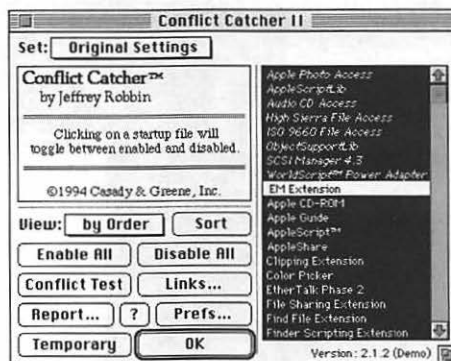 Conflict Catcher II
Set: Original Settings
Conflict Catcher™
by Jeffrey Robbin
Clicking on a startup file will
toggle between enabled and disabled.
©1994 Casady & Greene, Inc.
View: by Order Sort
Enable All Disable All
Conflict Test Links...
Report... ? Prefs...
Temporary OK
Apple Photo Access
AppleScriptLib
Audio CD Access
High Sierra File Access
ISO 9660 File Access
ObjectSupportLib
SCSI Manager 4.3
WorldScript™ Power Adapter
EM Extension
Apple CD-ROM
Apple Guide
AppleScript™
AppleShare
Clipping Extension
Color Picker
EtherTalk Phase 2
File Sharing Extension
Find File Extension
Finder Scripting Extension
Version: 2.1.2 (Demo)